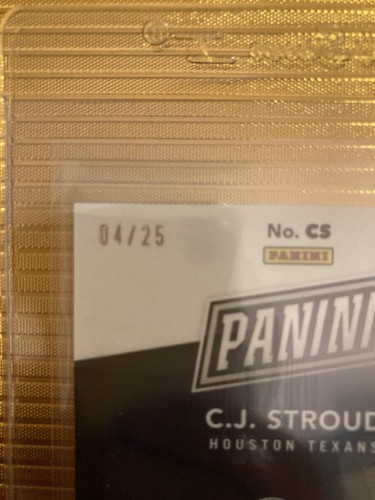 04/25
No. CS
PANINI
PANINI
C.J. STROUD
HOUSTON TEXANS